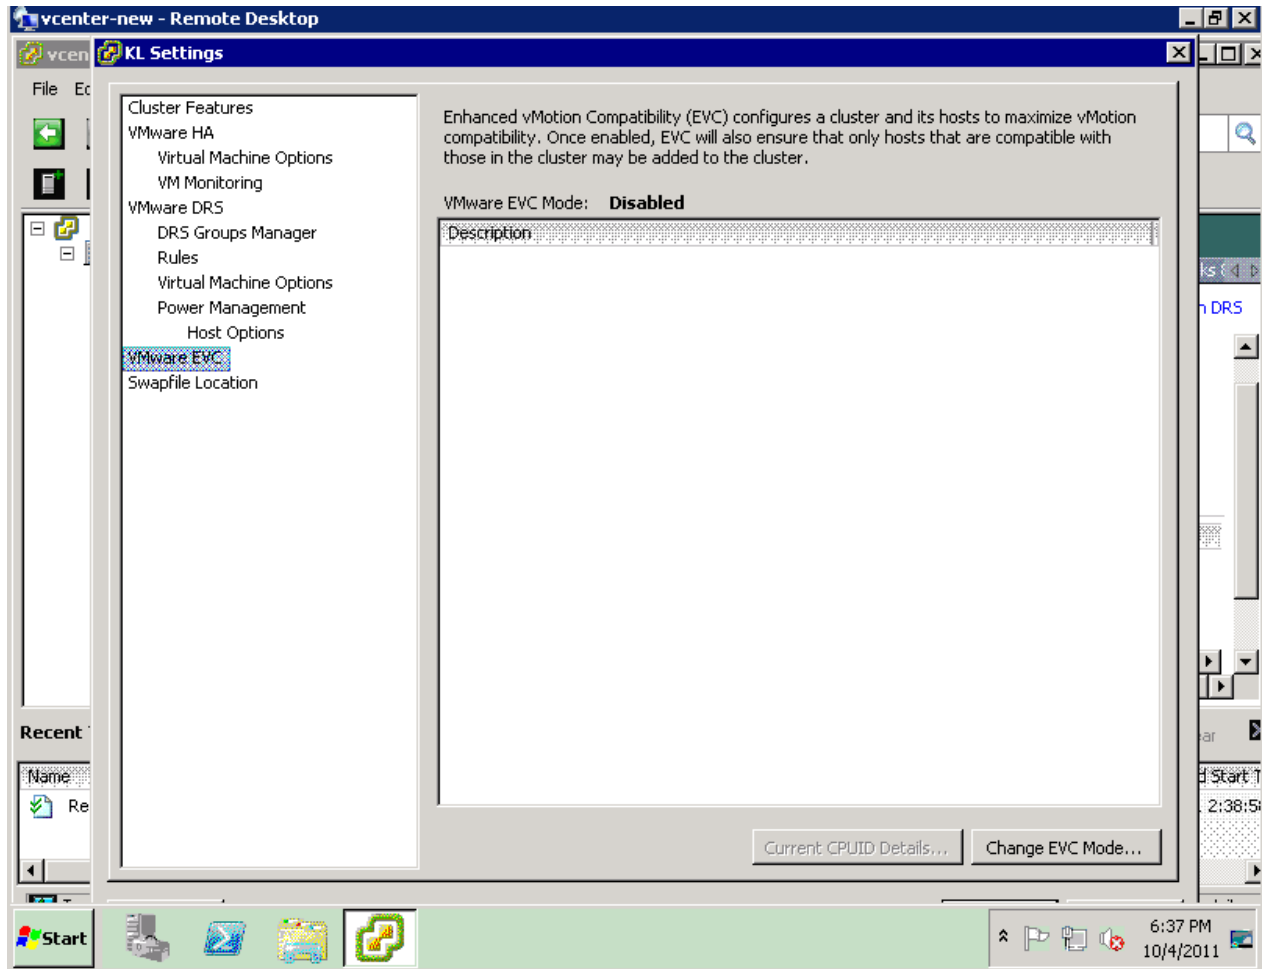 vcenter-new - Remote Desktop
vcen
KL Settings
File
Cluster Features
VMware HA
Virtual Machine Options
VM Monitoring
VMware DRS
DRS Groups Manager
Rules
Virtual Machine Options
Power Management
Host Options
VMware EVC
Swapfile Location
Enhanced vMotion Compatibility (EVC) configures a cluster and its hosts to maximize vMotion
compatibility. Once enabled, EVC will also ensure that only hosts that are compatible with
those in the cluster may be added to the cluster.
VMware EVC Mode: Disabled
Description
DRS
Current CPUID Details...
Change EVC Mode...
Recent
ear
Name
d Start T
Re
2:38:5
Start
6:37 PM
10/4/2011